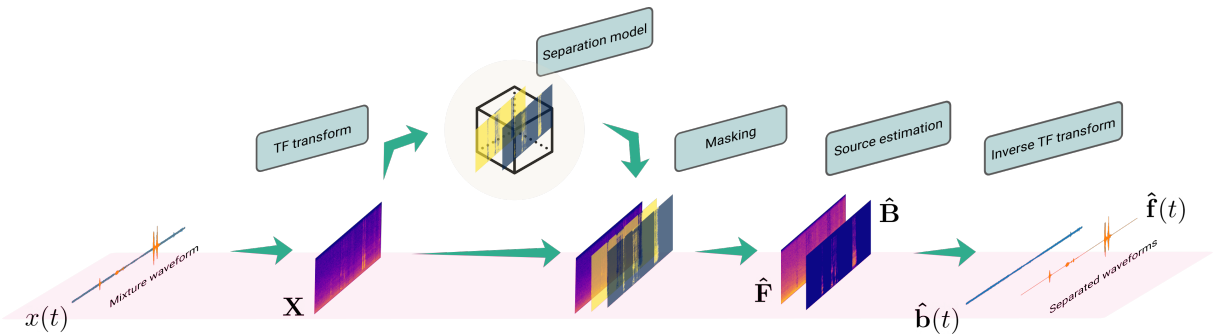 Separation model
TF transform
Masking
Source estimation
Inverse TF transform
x(t)
Mixture waveform
X
F̂
B̂
b̂(t)
f̂(t)
Separated waveforms